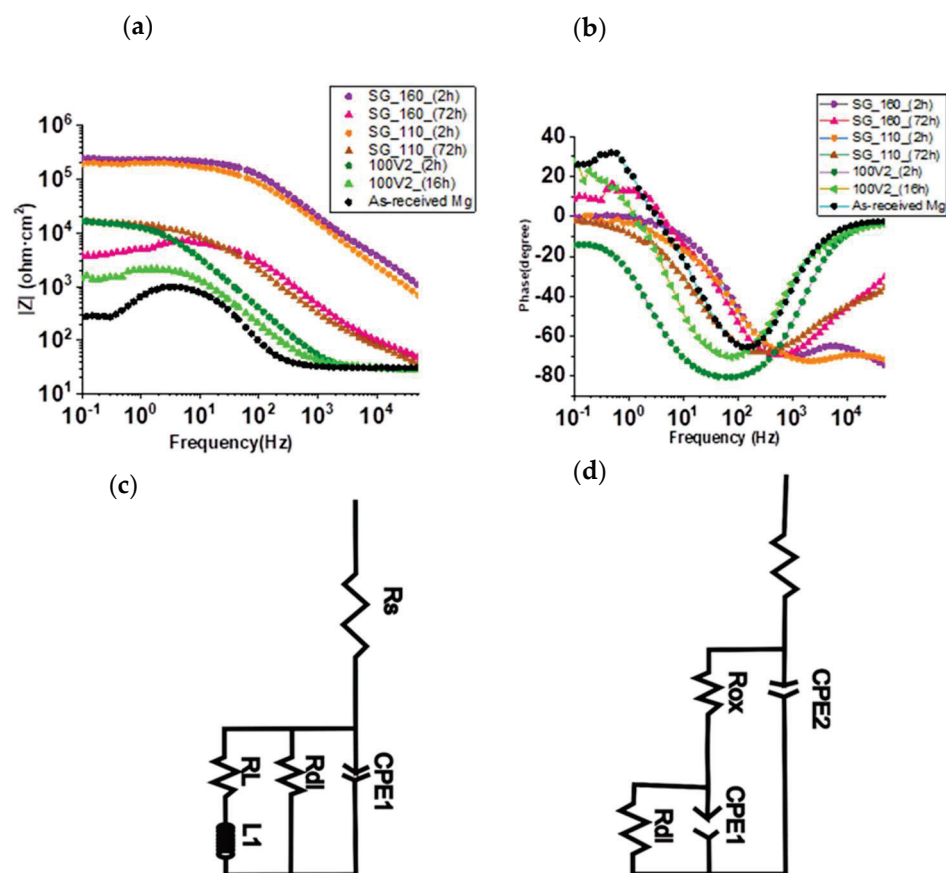 (a)
SG_160_(2h)
SG_160_(72h)
SG_110_(2h)
SG_110_(72h)
100V2_(2h)
100V2_(16h)
As-received Mg
10⁶
10⁵
10⁴
10³
10²
10¹
|Z| (ohm·cm²)
10⁻¹ 10⁰ 10¹ 10² 10³ 10⁴
Frequency(Hz)
(b)
SG_160_(2h)
SG_160_(72h)
SG_110_(2h)
SG_110_(72h)
100V2_(2h)
100V2_(16h)
As-received Mg
40
20
0
-20
-40
-60
-80
Phase(degree)
10⁻¹ 10⁰ 10¹ 10² 10³ 10⁴
Frequency (Hz)
(c)
Rs
RL
Rdl
CPE1
L1
(d)
Rox
CPE2
Rdl
CPE1